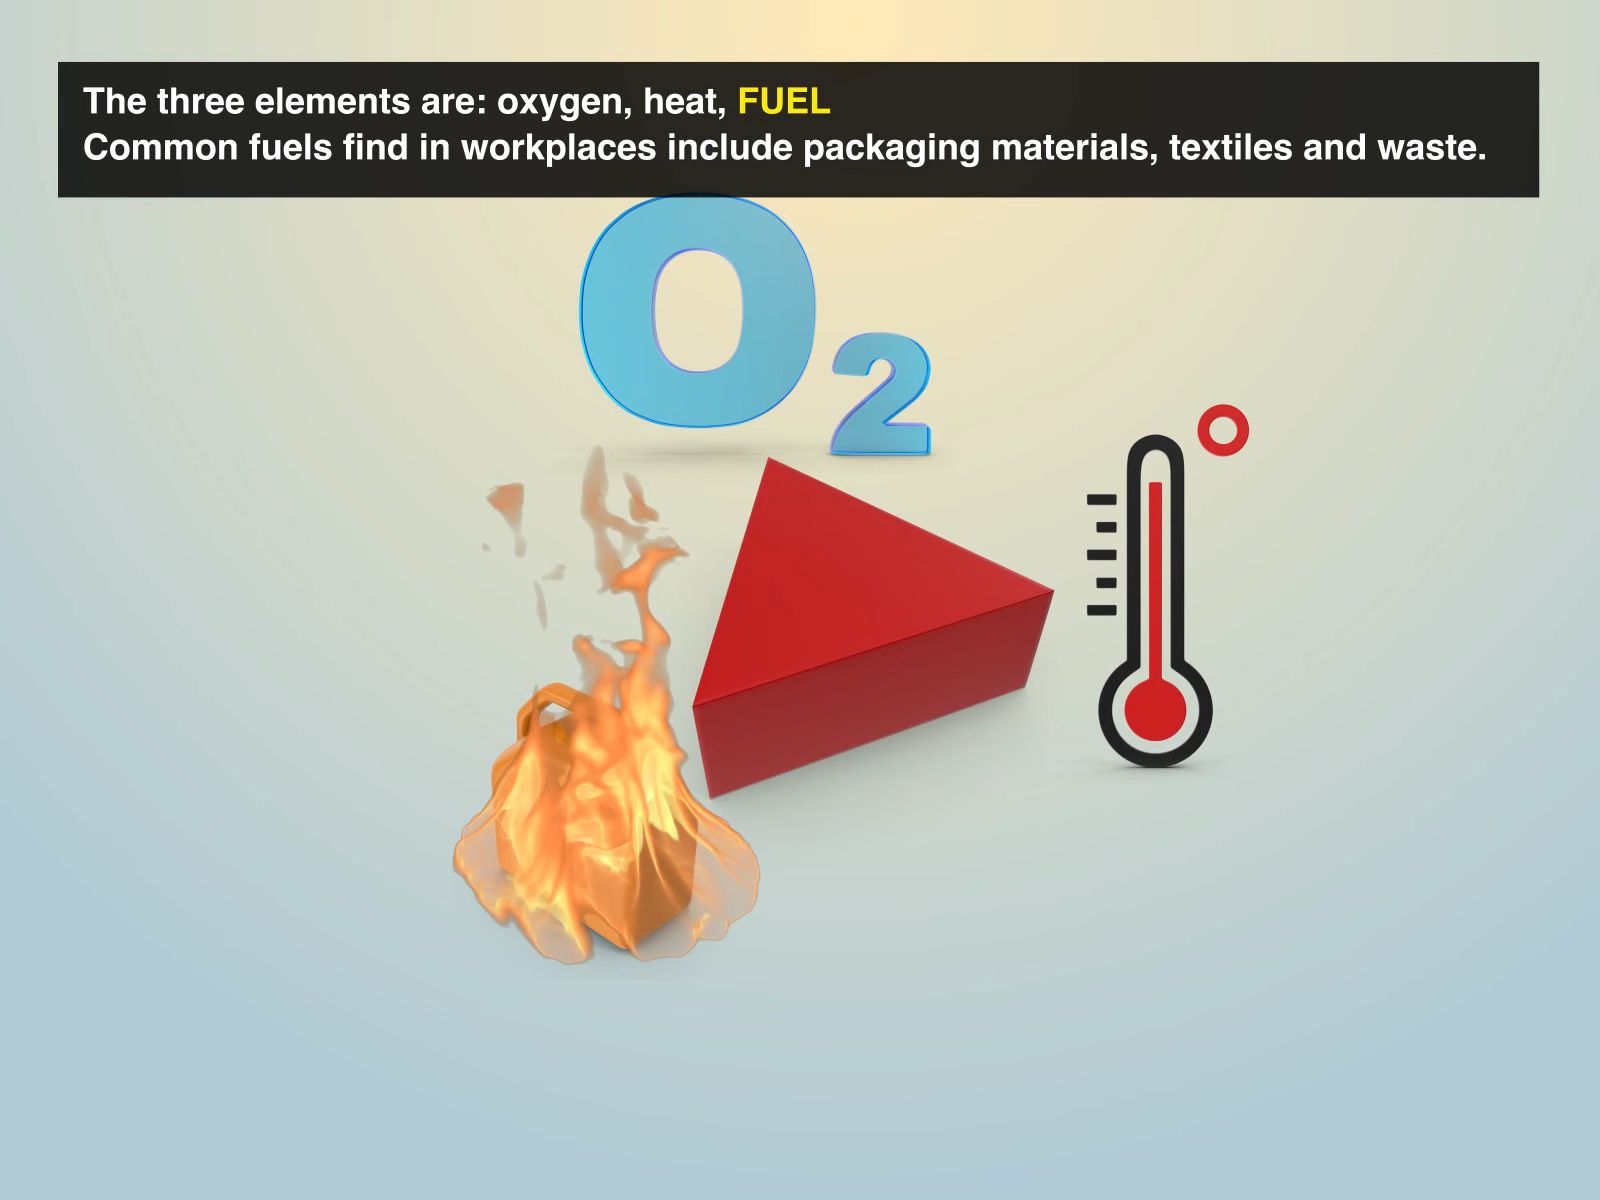 The three elements are: oxygen, heat, FUEL
Common fuels find in workplaces include packaging materials, textiles and waste.
O2